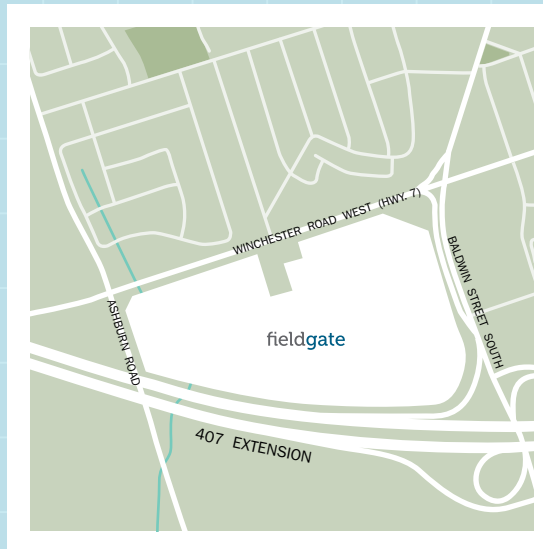 WINCHESTER ROAD WEST (HWY. 7)
BALDWIN STREET SOUTH
ASHBURN ROAD
fieldgate
407 EXTENSION